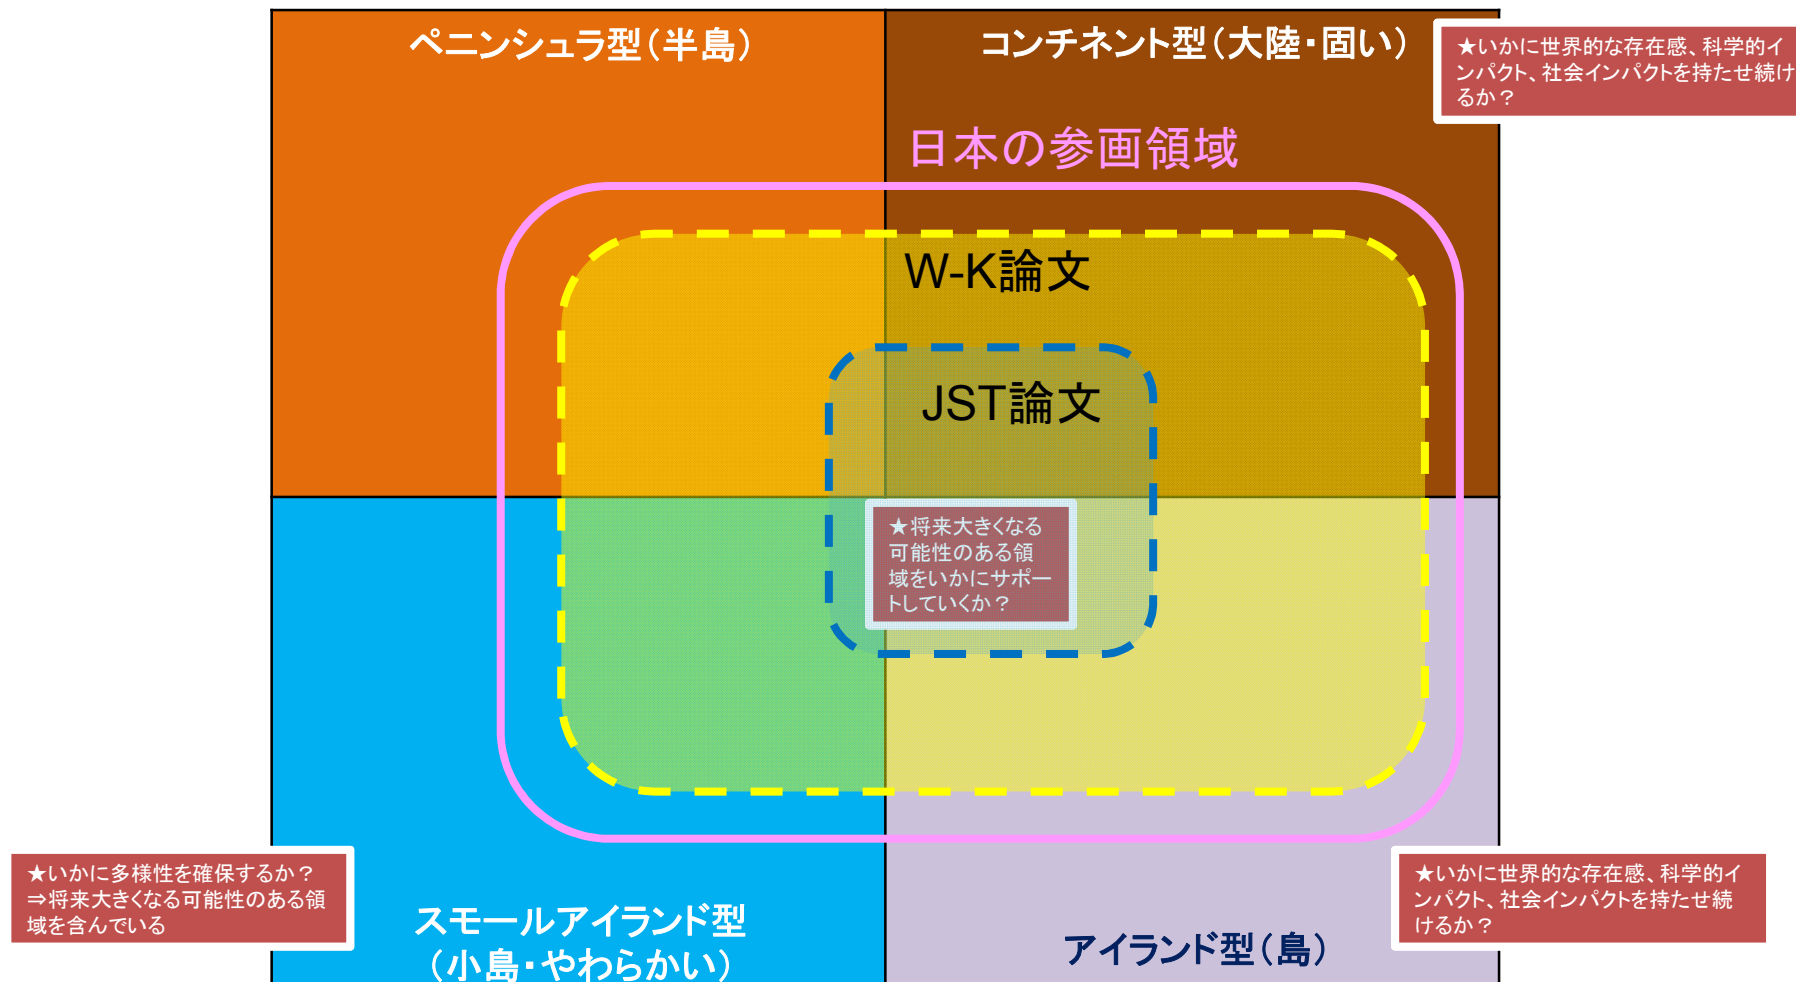 ペニンシュラ型（半島）
コンチネント型（大陸・固い）
★いかに世界的な存在感、科学的イ
ンパクト、社会インパクトを持たせ続け
るか？
日本の参画領域
W-K論文
JST論文
★将来大きくなる
可能性のある領
域をいかにサポー
トしていくか？
★いかに多様性を確保するか？
⇒将来大きくなる可能性のある領
域を含んでいる
スモールアイランド型
（小島・やわらかい）
アイランド型（島）
★いかに世界的な存在感、科学的イ
ンパクト、社会インパクトを持たせ続
けるか？